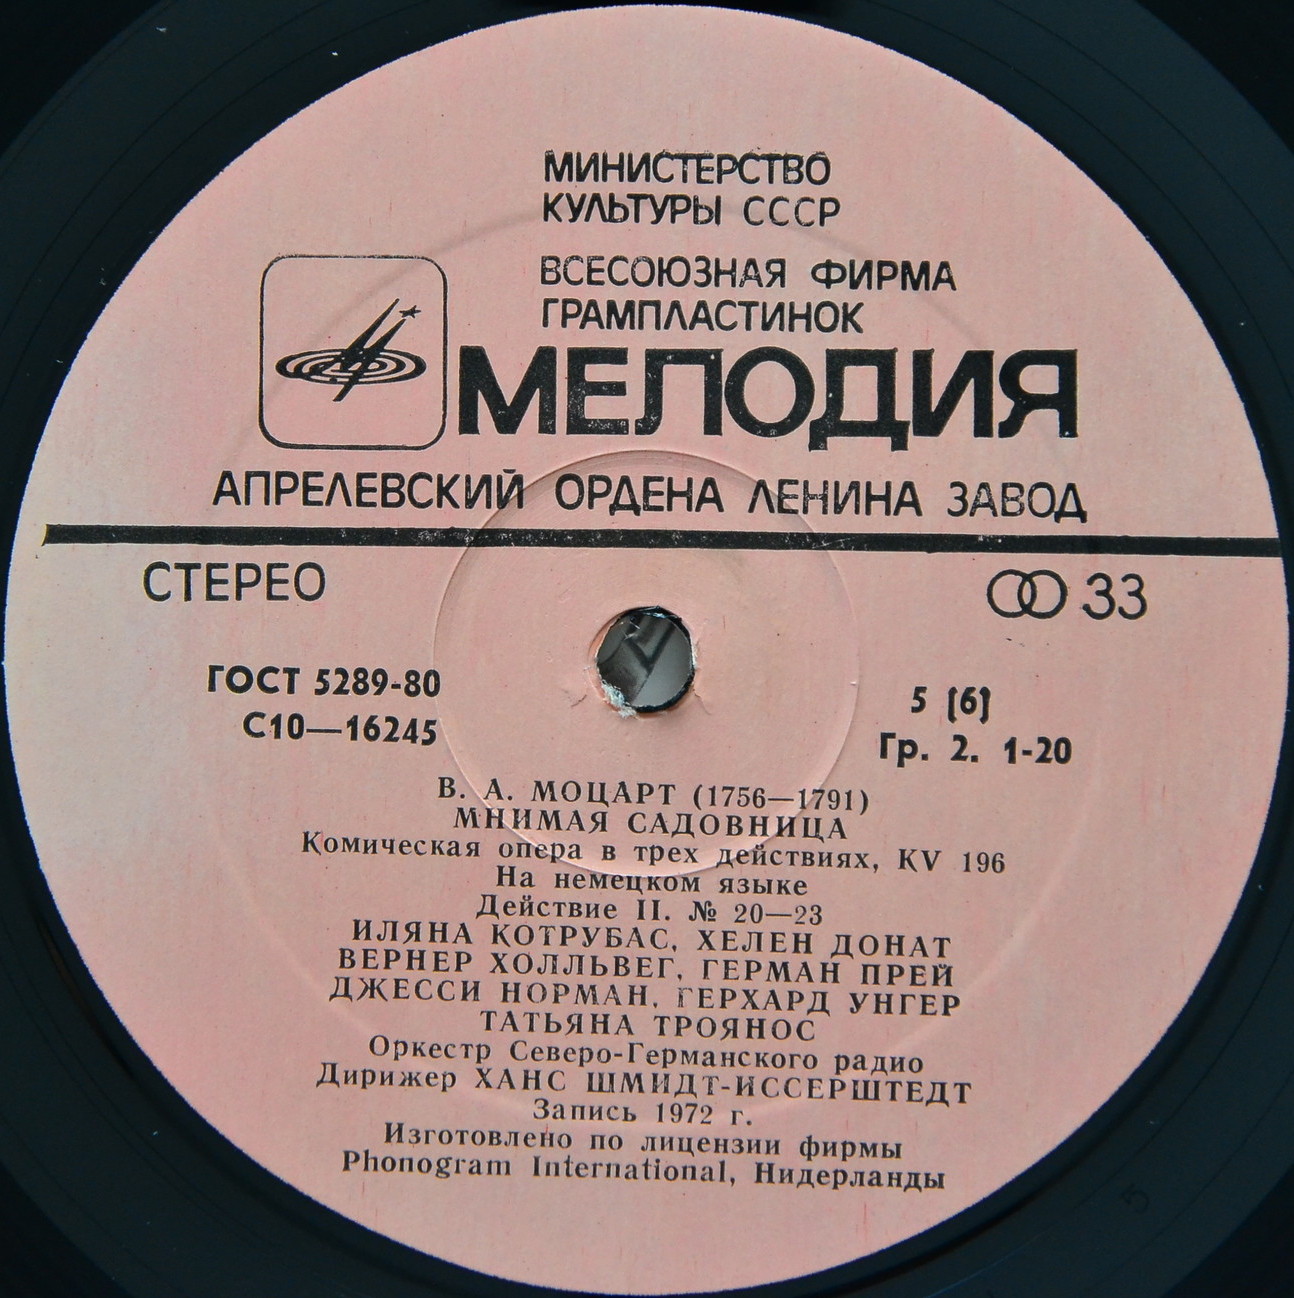 МИНИСТЕРСТВО
КУЛЬТУРЫ СССР
ВСЕСОЮЗНАЯ ФИРМА
ГРАМПЛАСТИНОК
МЕЛОДИЯ
АПРЕЛЕВСКИЙ ОРДЕНА ЛЕНИНА ЗАВОД
СТЕРЕО
33
ГОСТ 5289-80
С10—16245
5 (6)
Гр. 2. 1-20
В. А. МОЦАРТ (1756—1791)
МНИМАЯ САДОВНИЦА
Комическая опера в трех действиях, KV 196
На немецком языке
Действие II. № 20—23
ИЛЯНА КОТРУБАС, ХЕЛЕН ДОНАТ
ВЕРНЕР ХОЛЛЬВЕГ, ГЕРМАН ПРЕЙ
ДЖЕССИ НОРМАН, ГЕРХАРД УНГЕР
ТАТЬЯНА ТРОЯНОС
Оркестр Северо-Германского радио
Дирижер ХАНС ШМИДТ-ИССЕРШТЕДТ
Запись 1972 г.
Изготовлено по лицензии фирмы
Phonogram International, Нидерланды
5